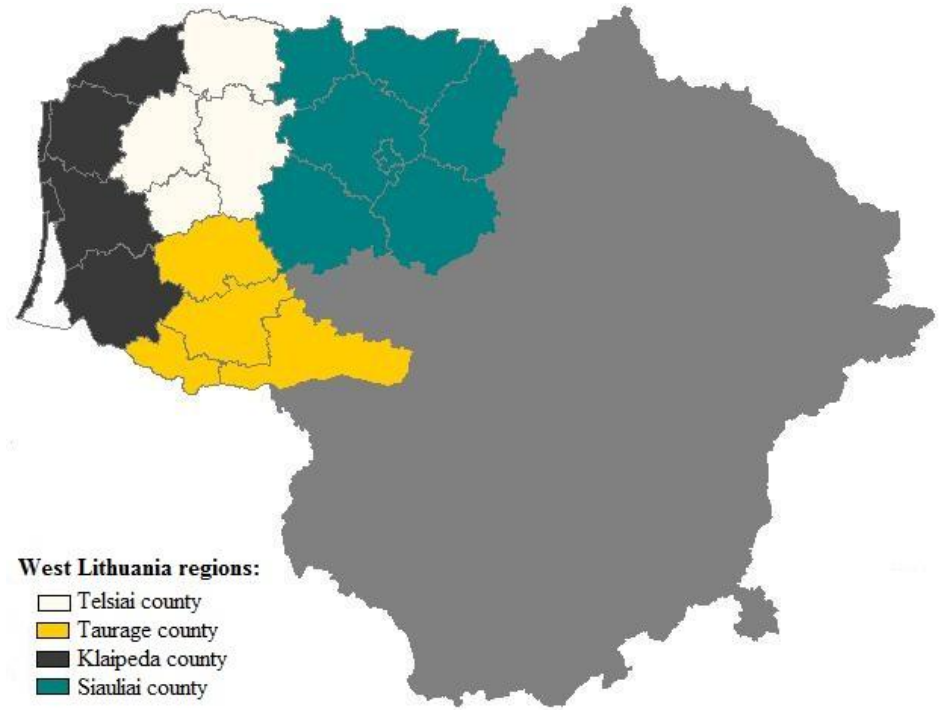 West Lithuania regions:
Telsiai county
Taurage county
Klaipeda county
Siauliai county